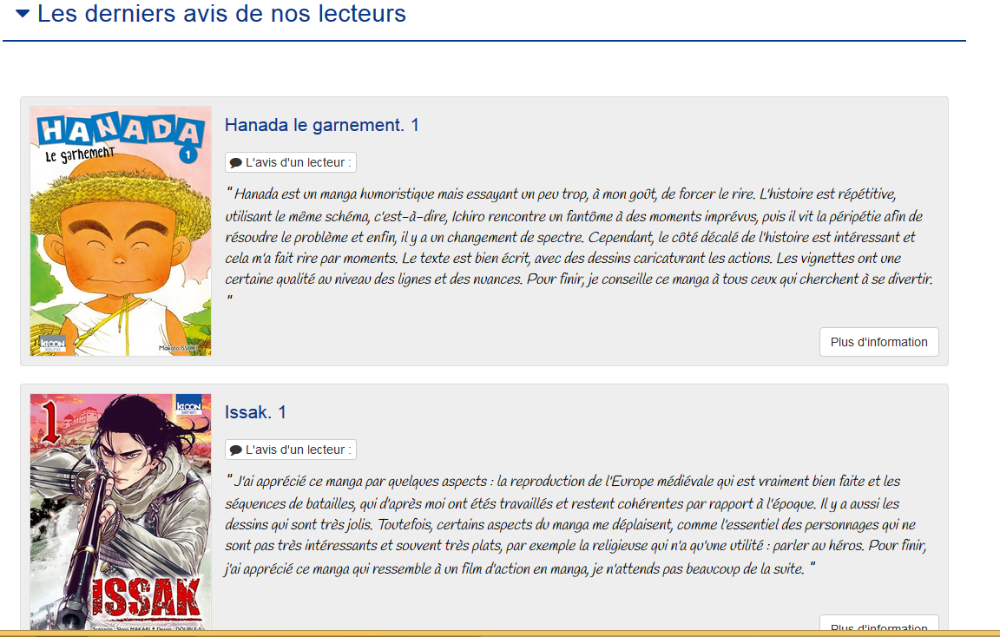 Les derniers avis de nos lecteurs
HANADA
Le garnement
1
KIOON
kizuna
Makoto ISSHIKI
Hanada le garnement. 1
L'avis d'un lecteur :
" Hanada est un manga humoristique mais essayant un peu trop, à mon goût, de forcer le rire. L'histoire est répétitive,
utilisant le même schéma, c'est-à-dire, Ichiro rencontre un fantôme à des moments imprévus, puis il vit la péripétie afin de
résoudre le problème et enfin, il y a un changement de spectre. Cependant, le côté décalé de l'histoire est intéressant et
cela m'a fait rire par moments. Le texte est bien écrit, avec des dessins caricaturant les actions. Les vignettes ont une
certaine qualité au niveau des lignes et des nuances. Pour finir, je conseille ce manga à tous ceux qui cherchent à se divertir.
"
Plus d'information
1
KIOON
seinen
ISSAK
Scénario : Shinji MAKARI † Dessin : DOUBLE-S
Issak. 1
L'avis d'un lecteur :
" J'ai apprécié ce manga par quelques aspects : la reproduction de l'Europe médiévale qui est vraiment bien faite et les
séquences de batailles, qui d'après moi ont étés travaillés et restent cohérentes par rapport à l'époque. Il y a aussi les
dessins qui sont très jolis. Toutefois, certains aspects du manga me déplaisent, comme l'essentiel des personnages qui ne
sont pas très intéressants et souvent très plats, par exemple la religieuse qui n'a qu'une utilité : parler au héros. Pour finir,
j'ai apprécié ce manga qui ressemble à un film d'action en manga, je n'attends pas beaucoup de la suite. "
Plus d'information